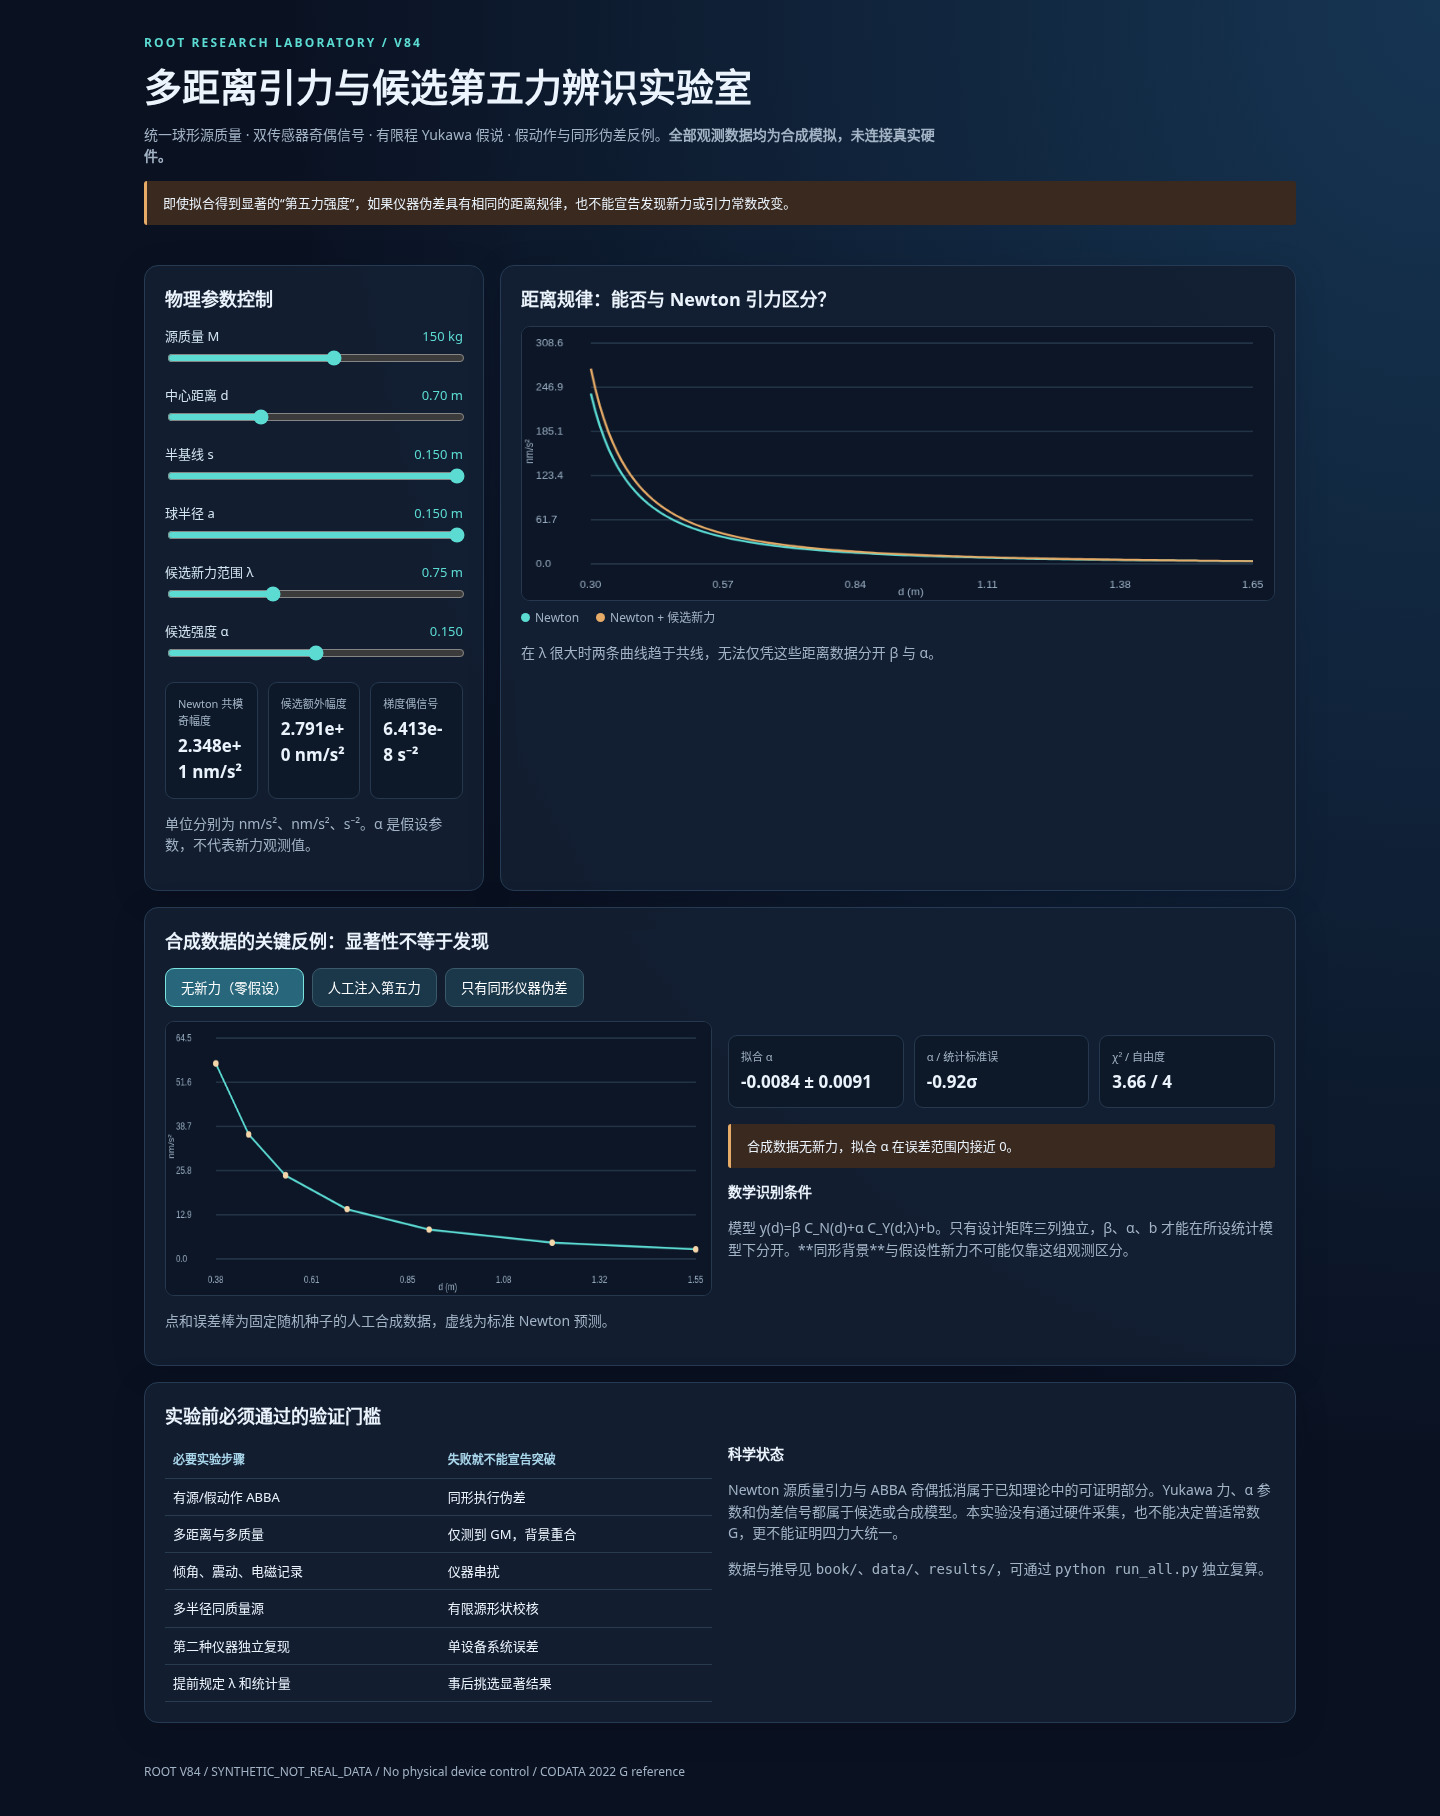 ROOT RESEARCH LABORATORY / V84
多距离引力与候选第五力辨识实验室
统一球形源质量 · 双传感器奇偶信号 · 有限程 Yukawa 假说 · 假动作与同形伪差反例。全部观测数据均为合成模拟，未连接真实硬
件。
即使拟合得到显著的“第五力强度”，如果仪器伪差具有相同的距离规律，也不能宣告发现新力或引力常数改变。
物理参数控制
源质量 M 150 kg
中心距离 d 0.70 m
半基线 s 0.150 m
球半径 a 0.150 m
候选新力范围 λ 0.75 m
候选强度 α 0.150
Newton 共模
奇幅度
2.348e+
1 nm/s²
候选额外幅度
2.791e+
0 nm/s²
梯度偶信号
6.413e-
8 s⁻²
单位分别为 nm/s²、nm/s²、s⁻²。α 是假设参
数，不代表新力观测值。
距离规律：能否与 Newton 引力区分？
308.6
246.9
185.1
123.4
61.7
0.0
nm/s²
0.30 0.57 0.84 1.11 1.38 1.65
d (m)
Newton Newton + 候选新力
在 λ 很大时两条曲线趋于共线，无法仅凭这些距离数据分开 β 与 α。
合成数据的关键反例：显著性不等于发现
无新力（零假设） 人工注入第五力 只有同形仪器伪差
64.5
51.6
38.7
25.8
12.9
0.0
nm/s²
0.38 0.61 0.85 1.08 1.32 1.55
d (m)
点和误差棒为固定随机种子的人工合成数据，虚线为标准 Newton 预测。
拟合 α
-0.0084 ± 0.0091
α / 统计标准误
-0.92σ
χ² / 自由度
3.66 / 4
合成数据无新力，拟合 α 在误差范围内接近 0。
数学识别条件
模型 y(d)=β C_N(d)+α C_Y(d;λ)+b。只有设计矩阵三列独立，β、α、b 才能在所设统计模
型下分开。**同形背景**与假设性新力不可能仅靠这组观测区分。
实验前必须通过的验证门槛
必要实验步骤 失败就不能宣告突破
有源/假动作 ABBA 同形执行伪差
多距离与多质量 仅测到 GM，背景重合
倾角、震动、电磁记录 仪器串扰
多半径同质量源 有限源形状校核
第二种仪器独立复现 单设备系统误差
提前规定 λ 和统计量 事后挑选显著结果
科学状态
Newton 源质量引力与 ABBA 奇偶抵消属于已知理论中的可证明部分。Yukawa 力、α 参
数和伪差信号都属于候选或合成模型。本实验没有通过硬件采集，也不能决定普适常数
G，更不能证明四力大统一。
数据与推导见 book/、data/、results/，可通过 python run_all.py 独立复算。
ROOT V84 / SYNTHETIC_NOT_REAL_DATA / No physical device control / CODATA 2022 G reference